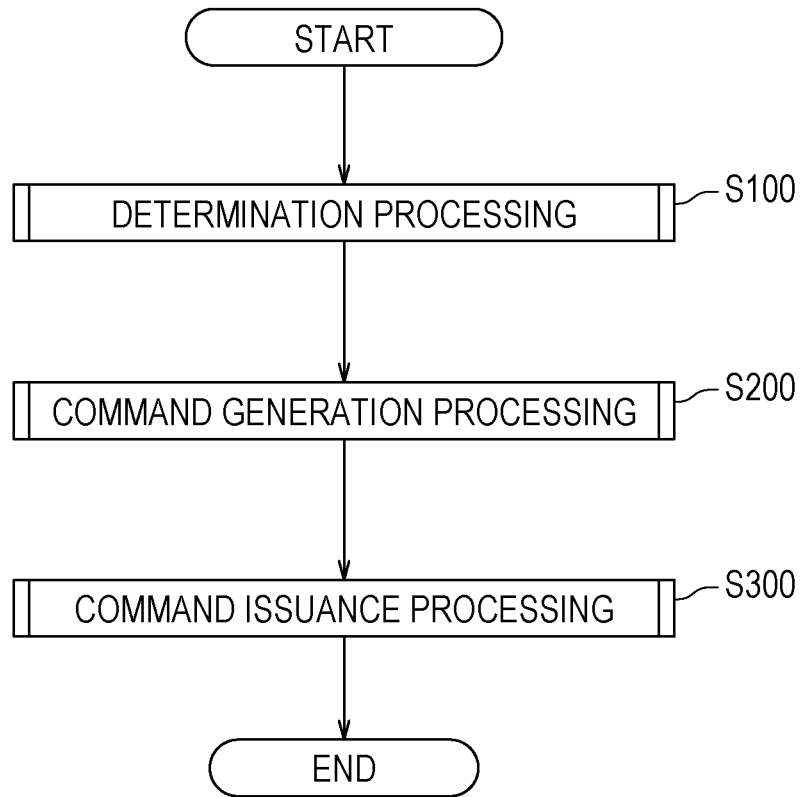 START
DETERMINATION PROCESSING
S100
COMMAND GENERATION PROCESSING
S200
COMMAND ISSUANCE PROCESSING
S300
END